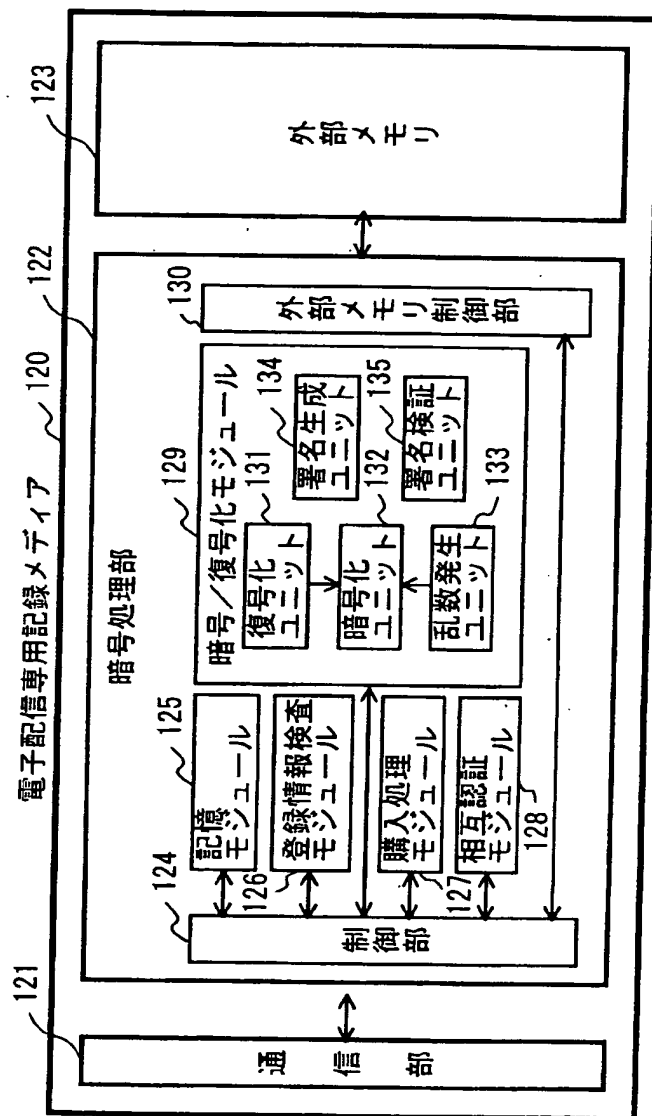 電子配信専用記録メディア 120
121
通信部
122
暗号処理部
124
制御部
125
記憶
モジュール
126
登録情報検査
モジュール
127
購入処理
モジュール
128
相互認証
モジュール
129
暗号/復号化モジュール
131
復号化
ユニット
132
暗号化
ユニット
133
乱数発生
ユニット
134
署名生成
ユニット
135
署名検証
ユニット
130
外部メモリ制御部
123
外部メモリ